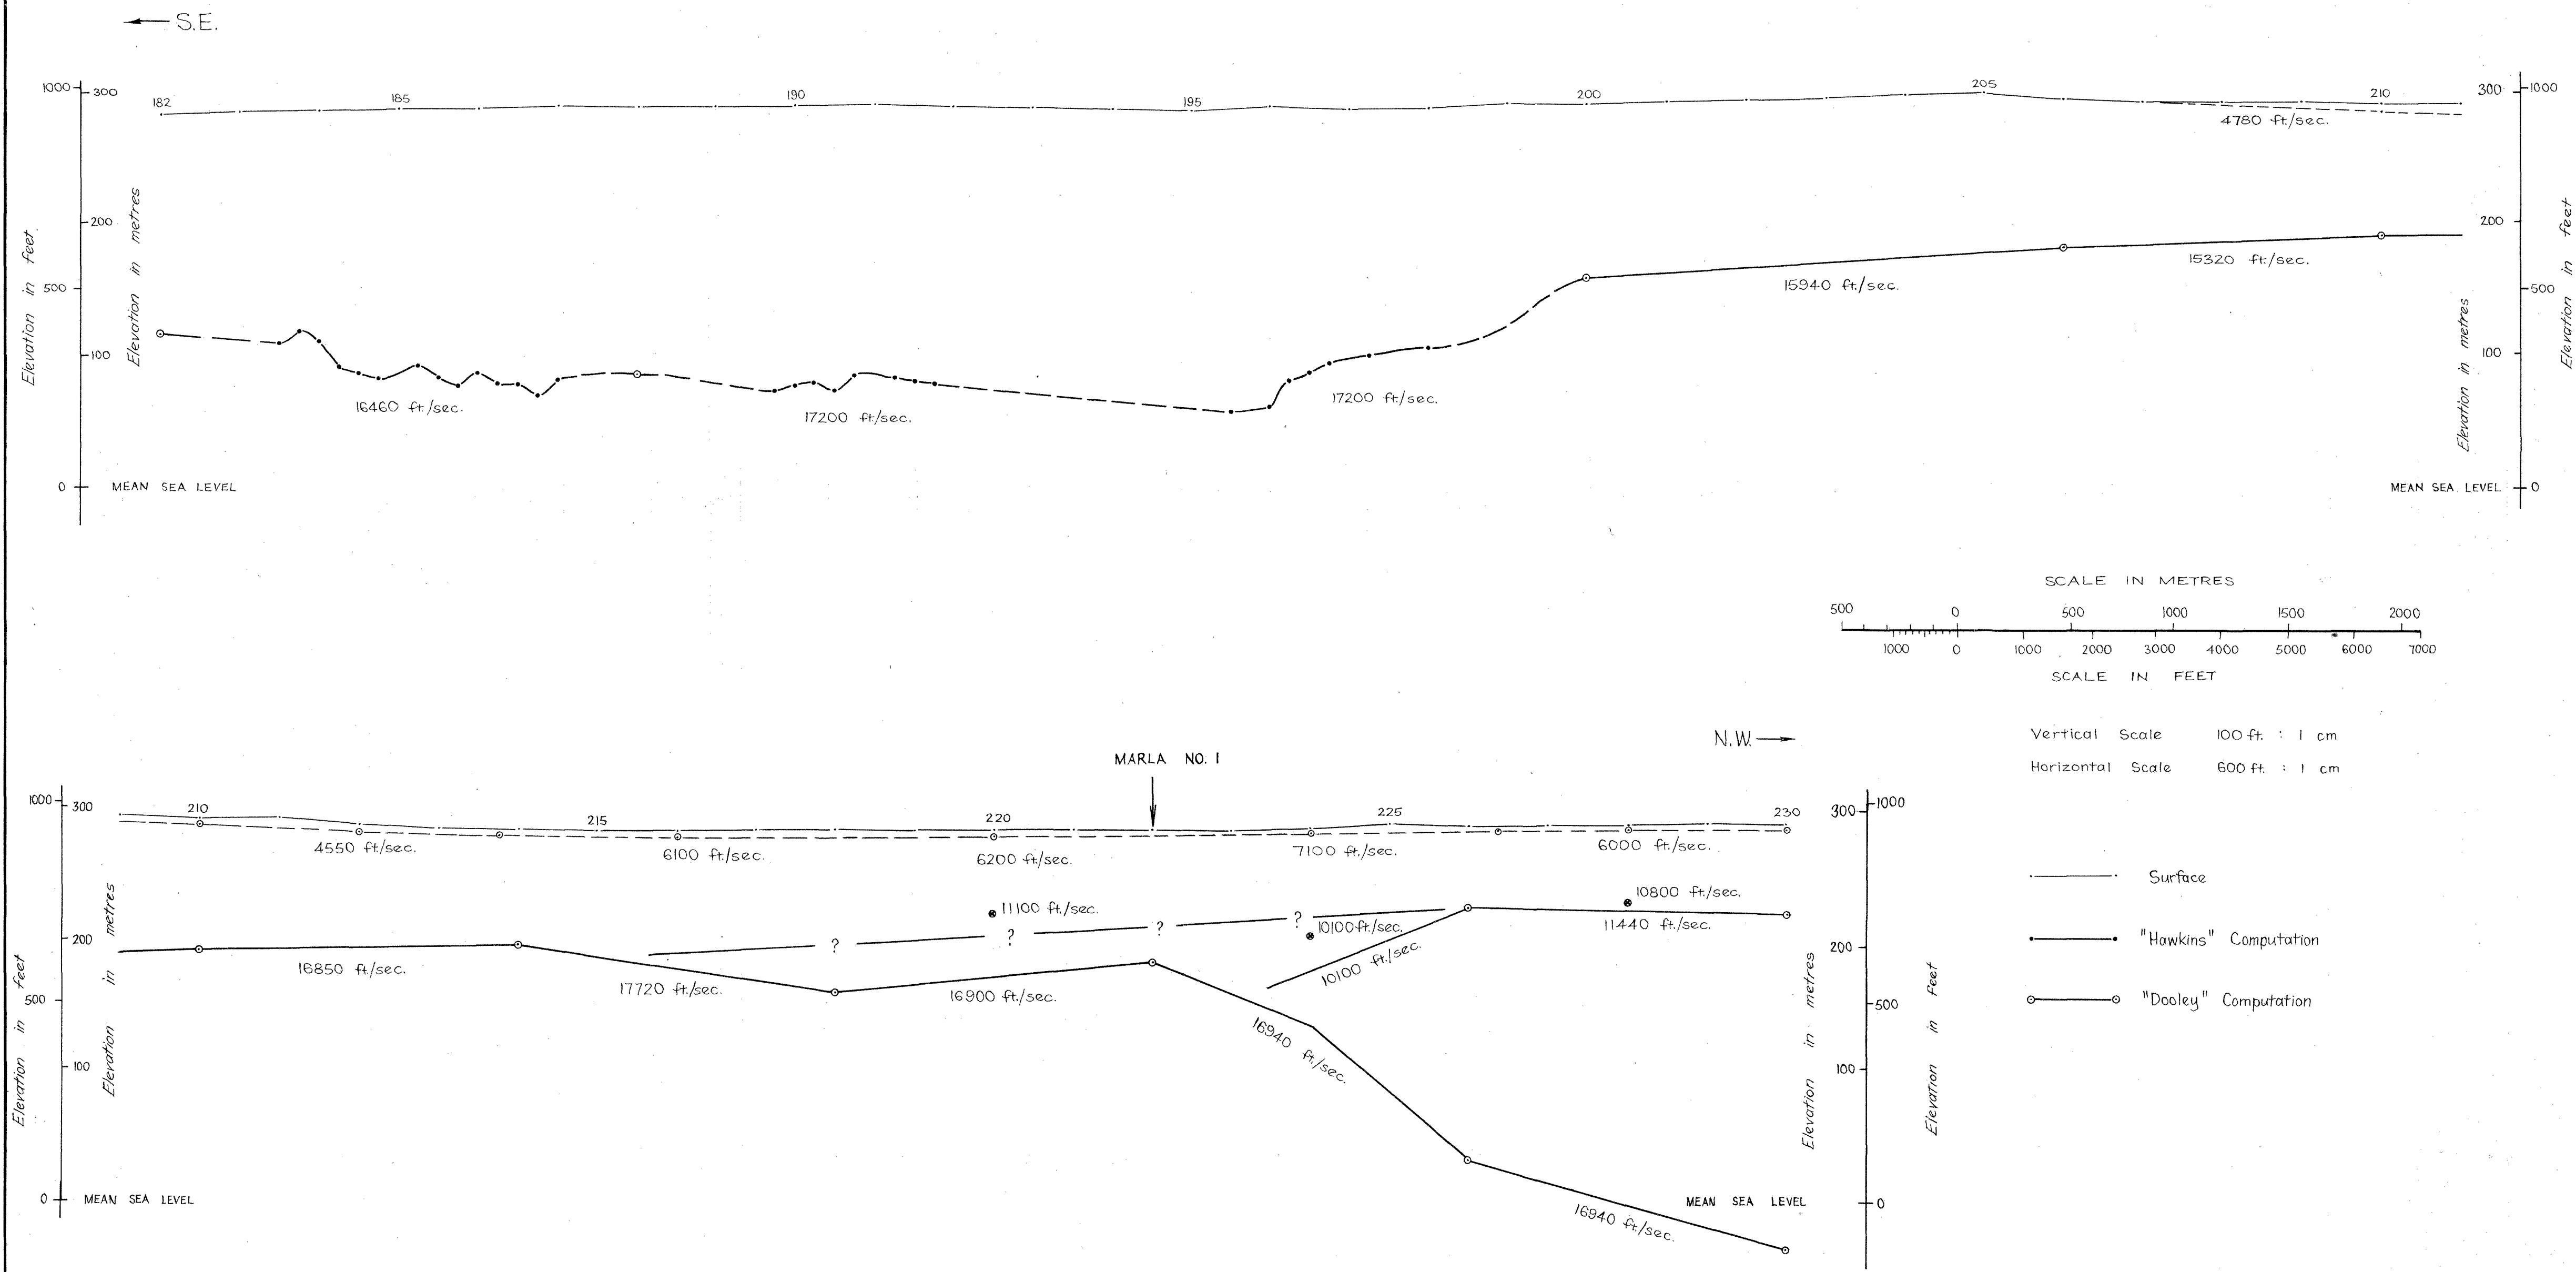 S.E.
1000 300
182 185 190 195 200 205 210
300 1000
4780 ft./sec.
200
200
Elevation in feet
Elevation in metres
Elevation in metres
Elevation in feet
15320 ft./sec.
15940 ft./sec.
500
500
100
100
16460 ft./sec.
17200 ft./sec.
17200 ft./sec.
0 MEAN SEA LEVEL
MEAN SEA LEVEL 0
SCALE IN METRES
500 0 500 1000 1500 2000
1000 0 1000 2000 3000 4000 5000 6000 7000
SCALE IN FEET
Vertical Scale 100 ft. : 1 cm
Horizontal Scale 600 ft. : 1 cm
N.W.
MARLA NO. 1
1000 300
210 215 220 225 230
300 1000
4550 ft./sec.
6100 ft./sec.
6200 ft./sec.
7100 ft./sec.
6000 ft./sec.
Surface
11100 ft./sec.
10800 ft./sec.
10100 ft./sec.
11440 ft./sec.
? ? ? ?
200
200
"Hawkins" Computation
16850 ft./sec.
17720 ft./sec.
16900 ft./sec.
10100 ft./sec.
16940 ft./sec.
500
500
"Dooley" Computation
Elevation in feet
Elevation in metres
Elevation in metres
Elevation in feet
100
100
0 MEAN SEA LEVEL
MEAN SEA LEVEL 0
16940 ft./sec.